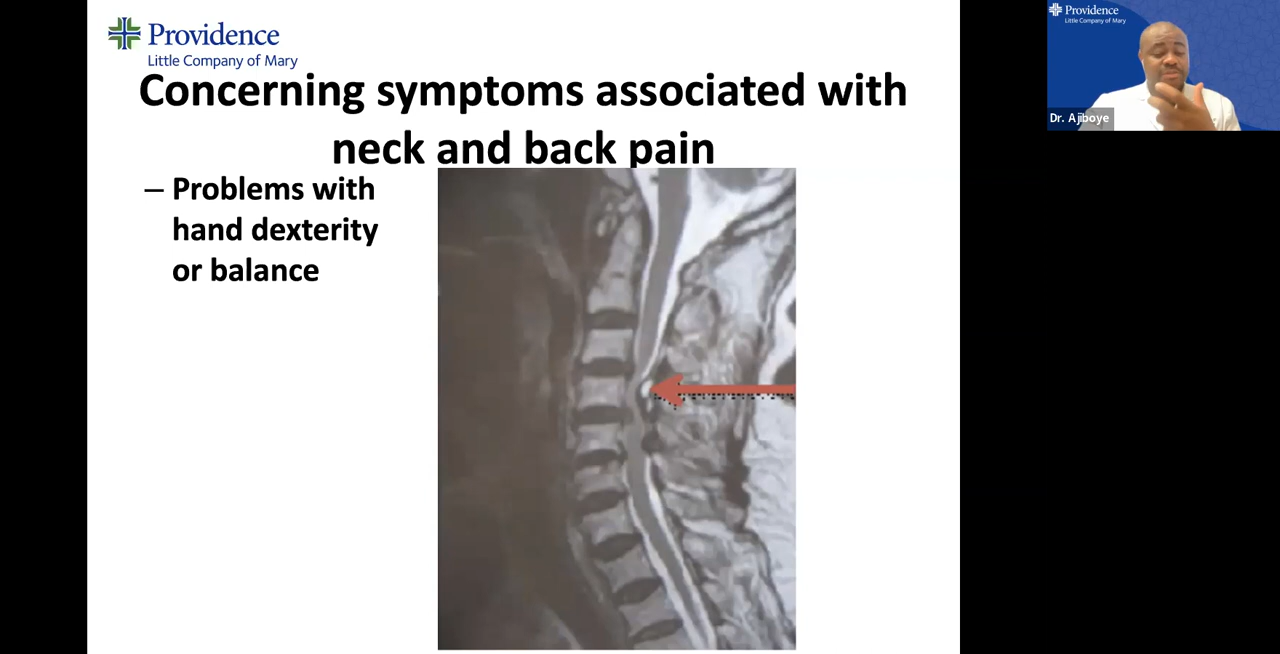 Providence
Little Company of Mary
Concerning symptoms associated with
neck and back pain
– Problems with
hand dexterity
or balance
Providence
Little Company of Mary
Dr. Ajiboye